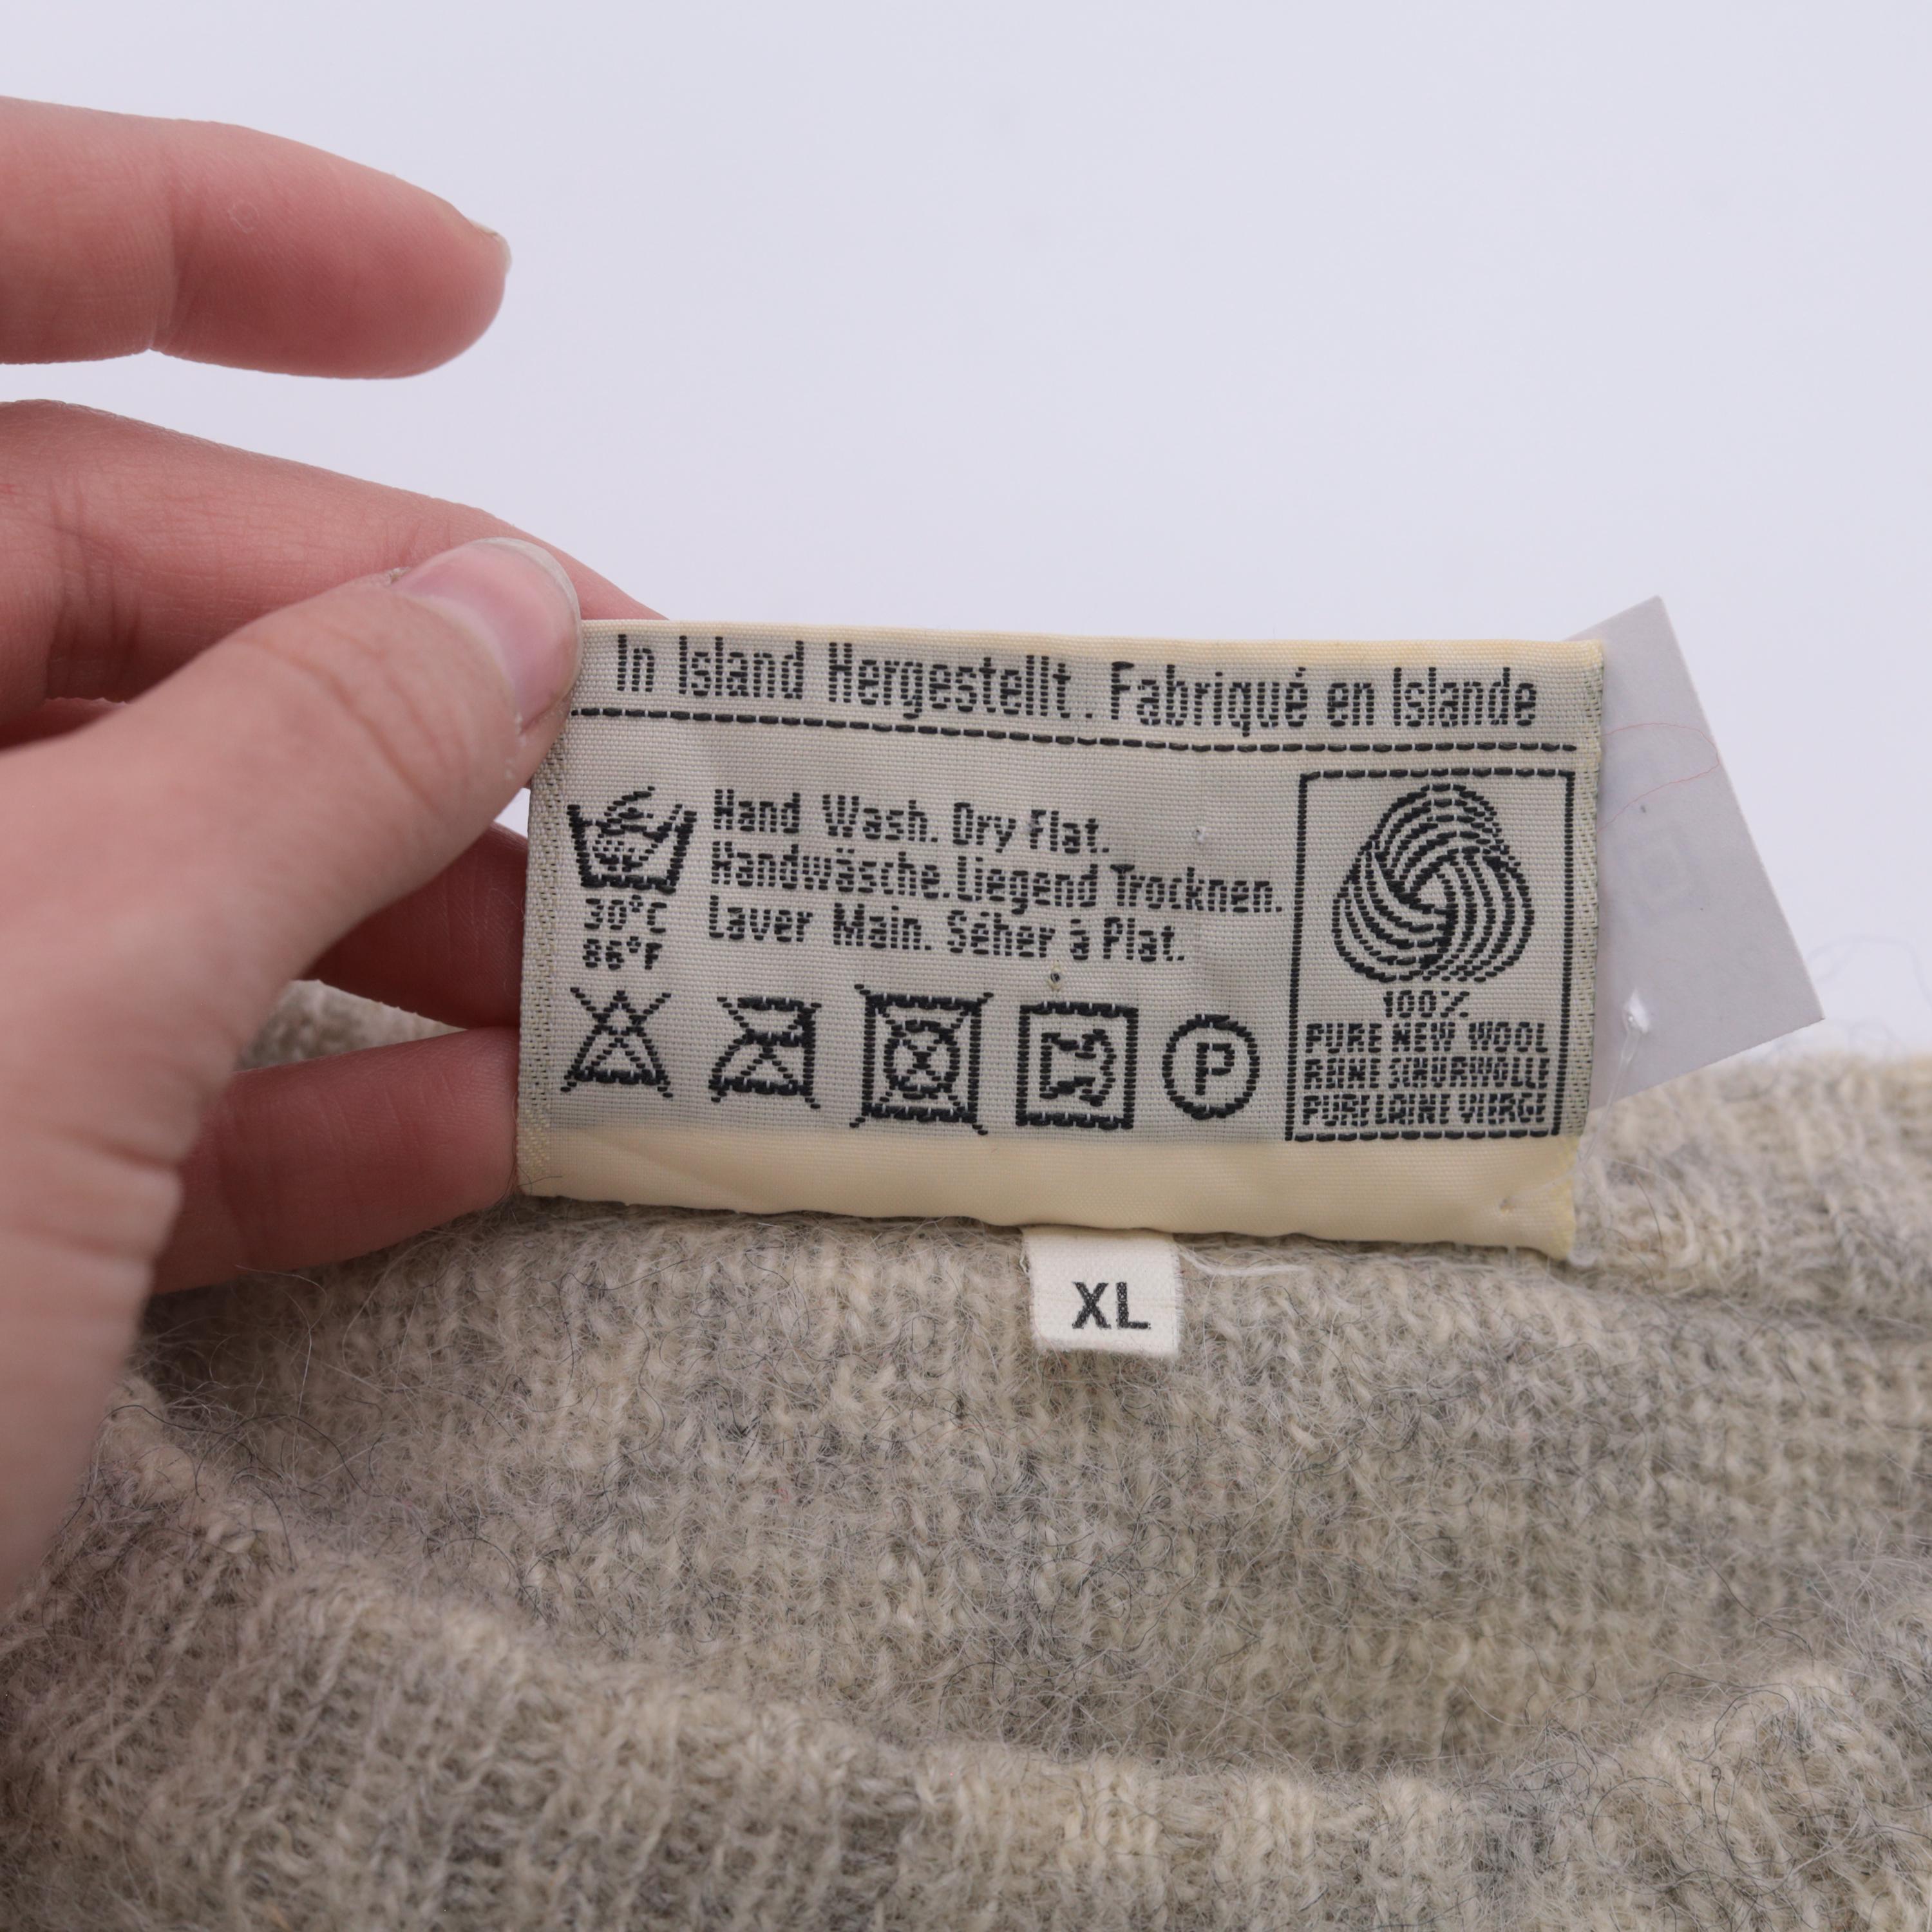 In Island Hergestellt. Fabriqué en Islande
Hand Wash. Dry Flat.
Handwäsche. Liegend Trocknen.
Laver Main. Séher à Plat.
30°C
86°F
P
100%
PURE NEW WOOL
REINE SCHURWOLLE
PURE LAINE VIERGE
XL